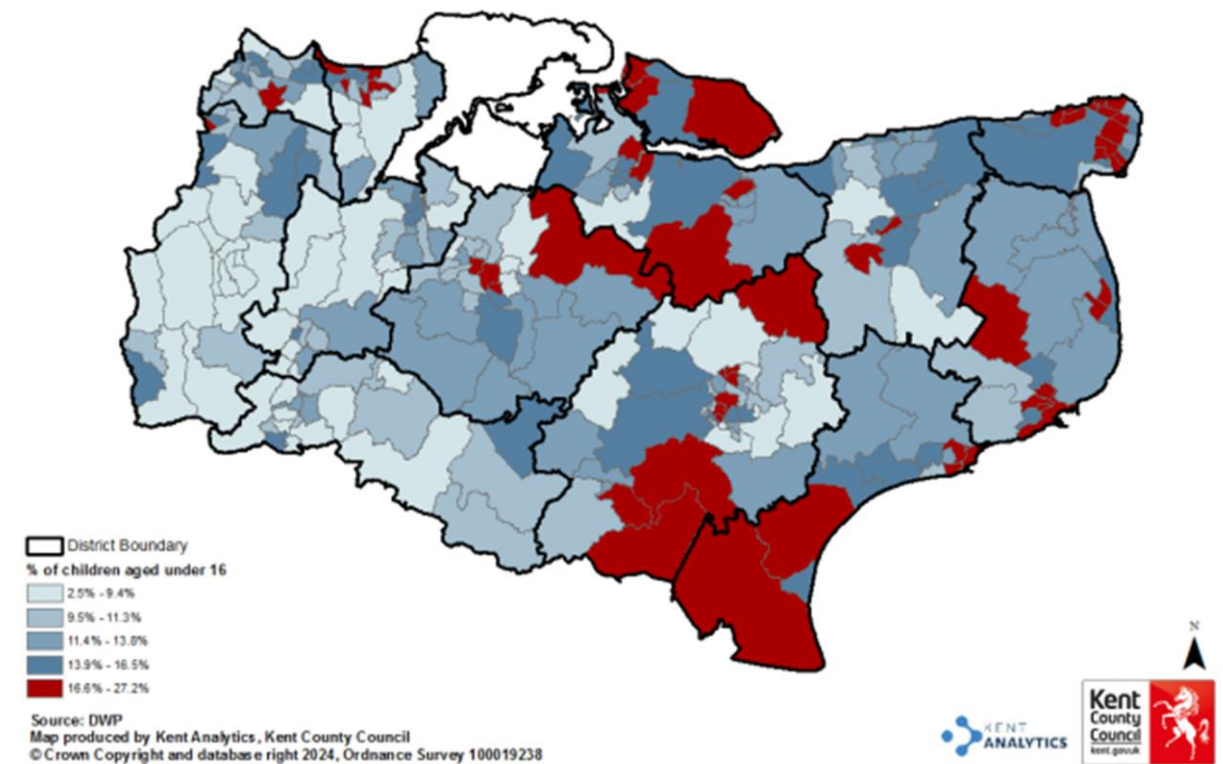 District Boundary
% of children aged under 16
2.5% - 9.4%
9.5% - 11.3%
11.4% - 13.8%
13.9% - 16.5%
16.6% - 27.2%
Source: DWP
Map produced by Kent Analytics, Kent County Council
© Crown Copyright and database right 2024, Ordnance Survey 100019238
KENT
ANALYTICS
N
Kent
County
Council
kent.gov.uk